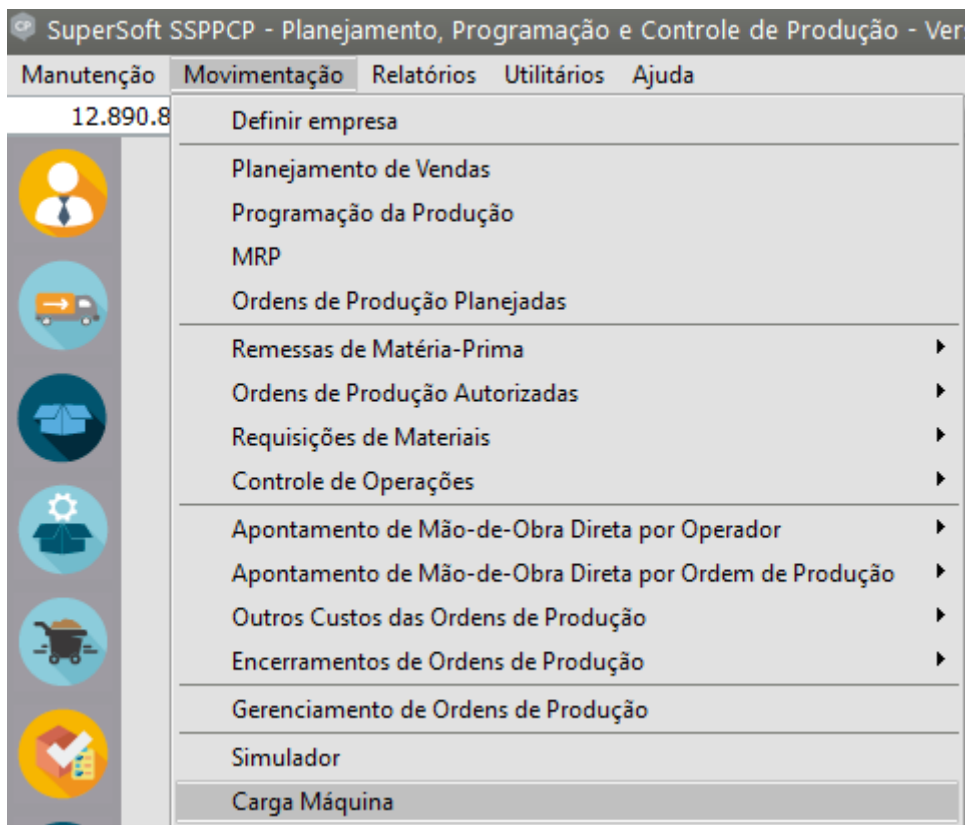 SuperSoft SSPPCP - Planejamento, Programação e Controle de Produção - Ver
Manutenção Movimentação Relatórios Utilitários Ajuda
12.890.8
Definir empresa
Planejamento de Vendas
Programação da Produção
MRP
Ordens de Produção Planejadas
Remessas de Matéria-Prima
Ordens de Produção Autorizadas
Requisições de Materiais
Controle de Operações
Apontamento de Mão-de-Obra Direta por Operador
Apontamento de Mão-de-Obra Direta por Ordem de Produção
Outros Custos das Ordens de Produção
Encerramentos de Ordens de Produção
Gerenciamento de Ordens de Produção
Simulador
Carga Máquina